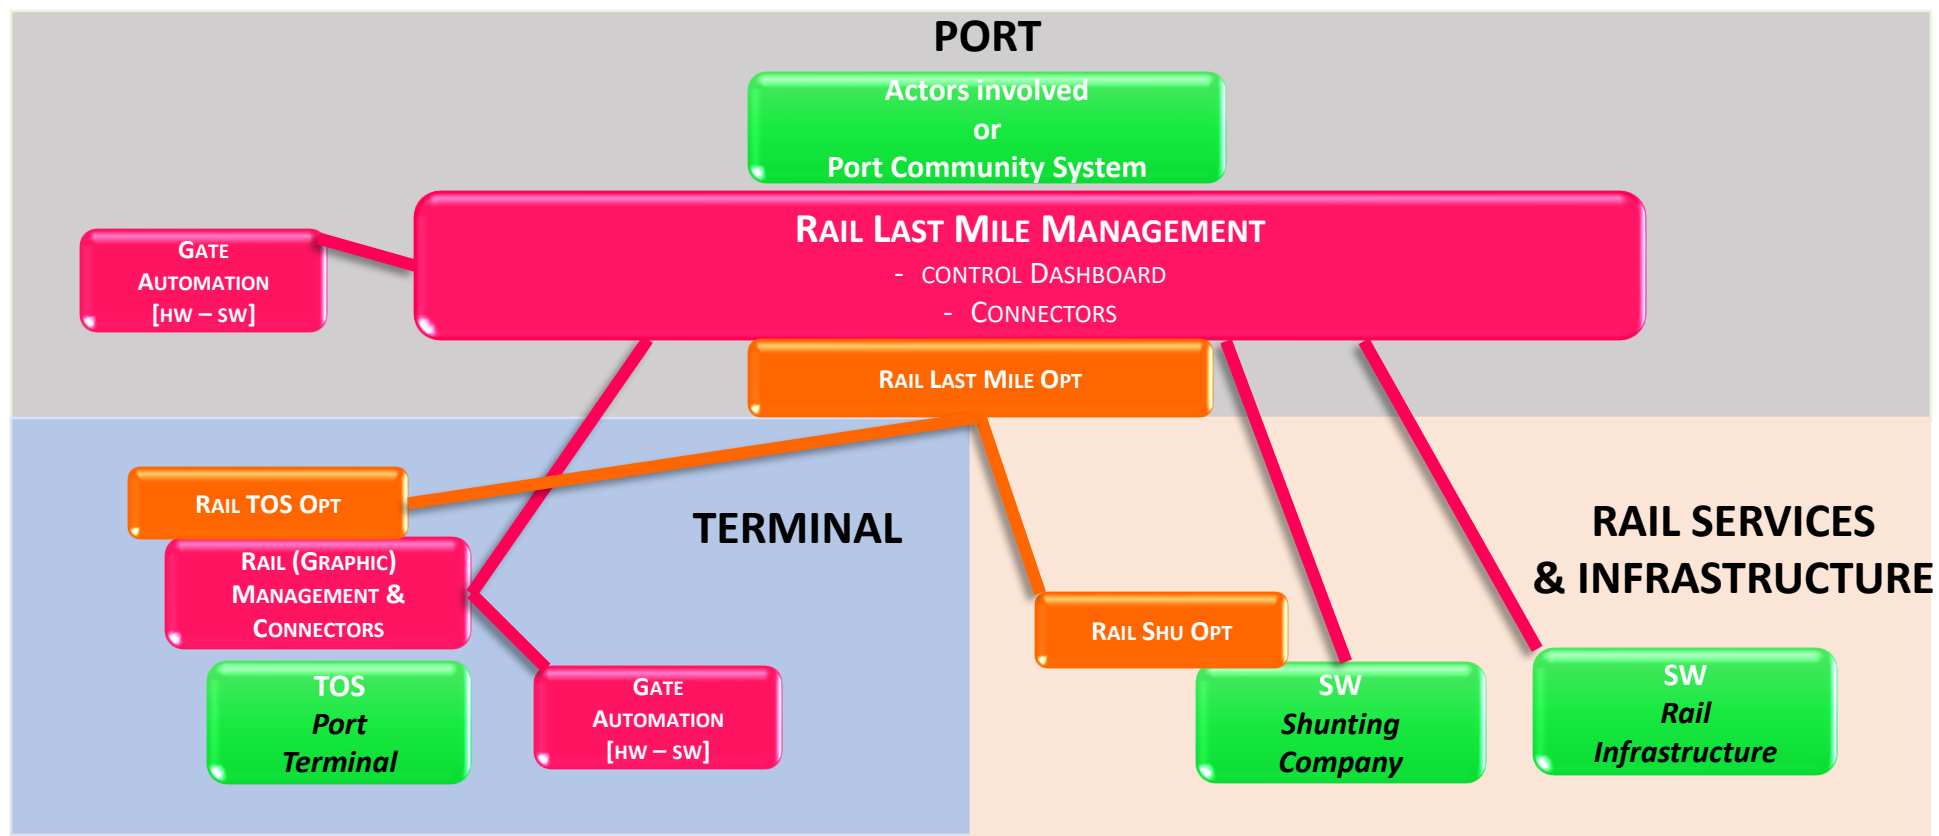 PORT
Actors involved
or
Port Community System
RAIL LAST MILE MANAGEMENT
- CONTROL DASHBOARD
- CONNECTORS
GATE
AUTOMATION
[HW – SW]
RAIL LAST MILE OPT
RAIL TOS OPT
TERMINAL
RAIL (GRAPHIC)
MANAGEMENT &
CONNECTORS
TOS
Port
Terminal
GATE
AUTOMATION
[HW – SW]
RAIL SERVICES
& INFRASTRUCTURE
RAIL SHU OPT
SW
Shunting
Company
SW
Rail
Infrastructure